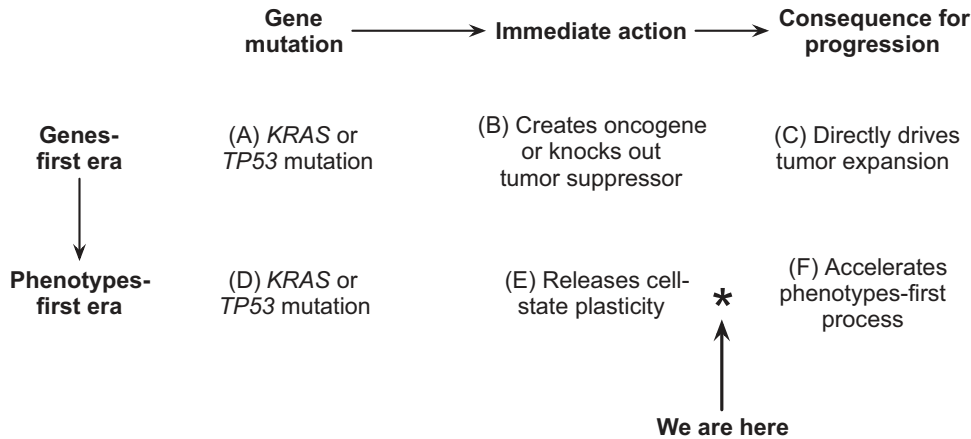 Gene
mutation
Immediate action
Consequence for
progression
Genes-
first era
(A) KRAS or
TP53 mutation
(B) Creates oncogene
or knocks out
tumor suppressor
(C) Directly drives
tumor expansion
Phenotypes-
first era
(D) KRAS or
TP53 mutation
(E) Releases cell-
state plasticity
*
(F) Accelerates
phenotypes-first
process
We are here